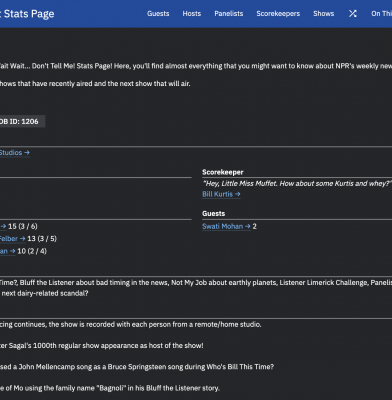 Stats Page
Guests Hosts Panelists Scorekeepers Shows On Thi
Wait Wait... Don't Tell Me! Stats Page! Here, you'll find almost everything that you might want to know about NPR's weekly new
hows that have recently aired and the next show that will air.
DB ID: 1206
Studios →
Scorekeeper
"Hey, Little Miss Muffet. How about some Kurtis and whey?"
Bill Kurtis →
Guests
→ 15 (3 / 6)
Swati Mohan → 2
Felber → 13 (3 / 5)
an → 10 (2 / 4)
Time?, Bluff the Listener about bad timing in the news, Not My Job about earthly planets, Listener Limerick Challenge, Panelis
next dairy-related scandal?
cing continues, the show is recorded with each person from a remote/home studio.
ter Sagal's 1000th regular show appearance as host of the show!
sed a John Mellencamp song as a Bruce Springsteen song during Who's Bill This Time?
e of Mo using the family name "Bagnoli" in his Bluff the Listener story.